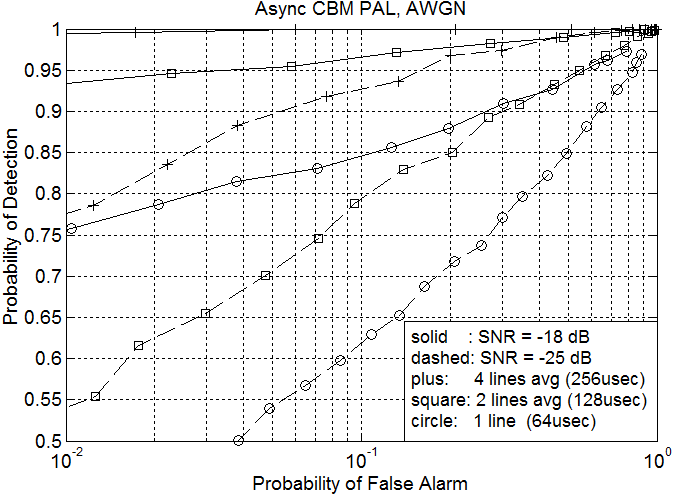 Async CBM PAL, AWGN
Probability of Detection
1
0.95
0.9
0.85
0.8
0.75
0.7
0.65
0.6
0.55
0.5
solid : SNR = -18 dB
dashed: SNR = -25 dB
plus: 4 lines avg (256usec)
square: 2 lines avg (128usec)
circle: 1 line (64usec)
10^-2
10^-1
10^0
Probability of False Alarm